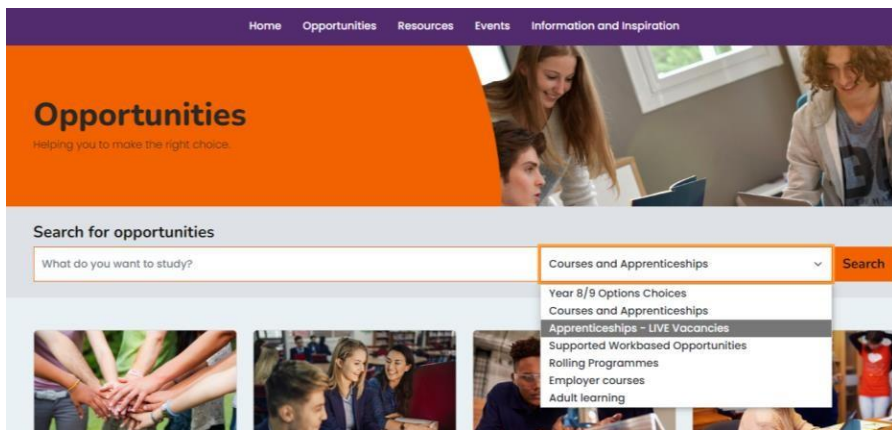 Home Opportunities Resources Events Information and Inspiration
Opportunities
Helping you to make the right choice.
Search for opportunities
What do you want to study?
Courses and Apprenticeships
Search
Year 8/9 Options Choices
Courses and Apprenticeships
Apprenticeships - LIVE Vacancies
Supported Workbased Opportunities
Rolling Programmes
Employer courses
Adult learning